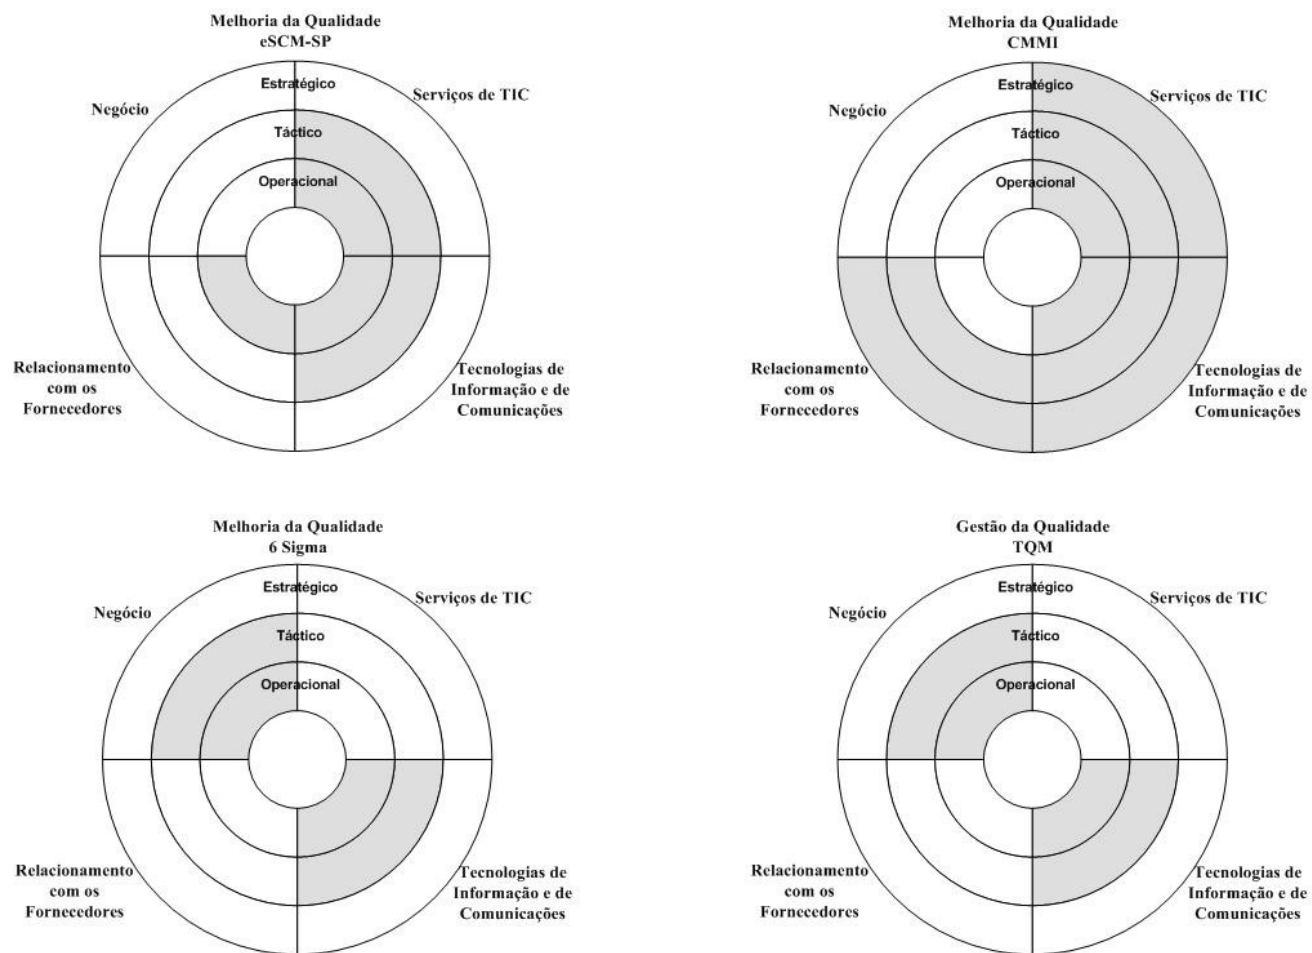 Melhoria da Qualidade
eSCM-SP
Estratégico
Negócio
Serviços de TIC
Táctico
Operacional
Relacionamento
com os
Fornecedores
Tecnologias de
Informação e de
Comunicações
Melhoria da Qualidade
CMMI
Estratégico
Negócio
Serviços de TIC
Táctico
Operacional
Relacionamento
com os
Fornecedores
Tecnologias de
Informação e de
Comunicações
Melhoria da Qualidade
6 Sigma
Estratégico
Negócio
Serviços de TIC
Táctico
Operacional
Relacionamento
com os
Fornecedores
Tecnologias de
Informação e de
Comunicações
Gestão da Qualidade
TQM
Estratégico
Negócio
Serviços de TIC
Táctico
Operacional
Relacionamento
com os
Fornecedores
Tecnologias de
Informação e de
Comunicações